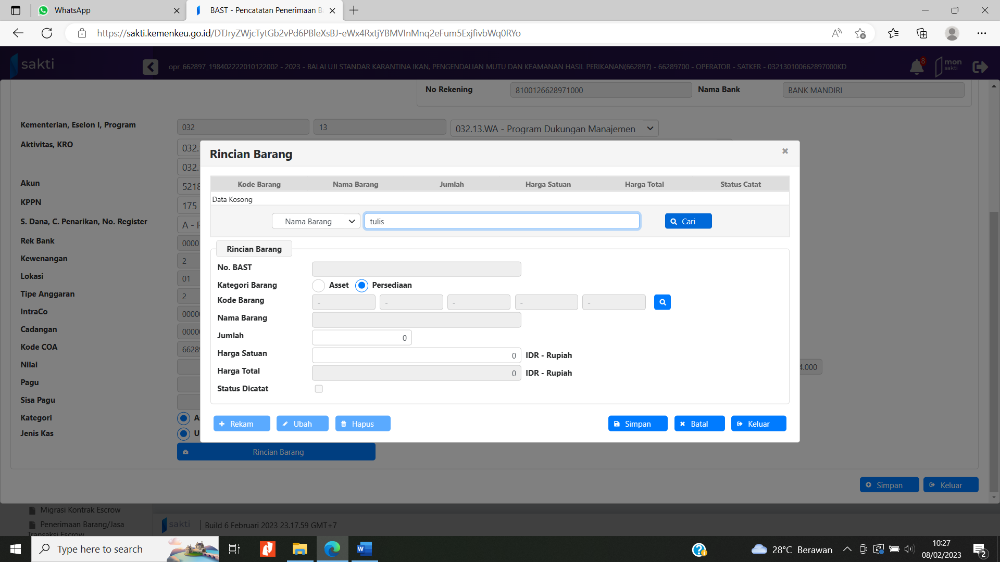 WhatsApp
BAST - Pencatatan Penerimaan B
https://sakti.kemenkeu.go.id/DTJryZWjcTytGb2vPd6PBleXsBJ-eWx4RxtjYBMVInMnq2eFum5ExjfivbWq0RYo
sakti
opr_662897_198402222010122002 - 2023 - BALAI UJI STANDAR KARANTINA IKAN, PENGENDALIAN MUTU DAN KEAMANAN HASIL PERIKANAN(662897) - 66289700 - OPERATOR - SATKER - 032130100662897000KD
8
mon sakti
No Rekening 8100126628971000 Nama Bank BANK MANDIRI
Kementerian, Eselon I, Program 032 13 032.13.WA - Program Dukungan Manajemen
Aktivitas, KRO 032.
032.
Akun 5218
KPPN 175
S. Dana, C. Penarikan, No. Register A - R
Rek Bank 0000
Kewenangan 2
Lokasi 01
Tipe Anggaran 2
IntraCo 0000
Cadangan 0000
Kode COA 6628
Nilai 4.000
Pagu
Sisa Pagu
Kategori A
Jenis Kas U
Rincian Barang
Simpan Keluar
Rincian Barang
Kode Barang Nama Barang Jumlah Harga Satuan Harga Total Status Catat
Data Kosong
Nama Barang tulis Cari
Rincian Barang
No. BAST
Kategori Barang Asset Persediaan
Kode Barang - - - - -
Nama Barang
Jumlah 0
Harga Satuan 0 IDR - Rupiah
Harga Total 0 IDR - Rupiah
Status Dicatat
Rekam Ubah Hapus Simpan Batal Keluar
Migrasi Kontrak Escrow
Penerimaan Barang/Jasa
Transaksi Escrow
sakti Build 6 Februari 2023 23.17.59 GMT+7
Type here to search
28°C Berawan
10:27
08/02/2023
2